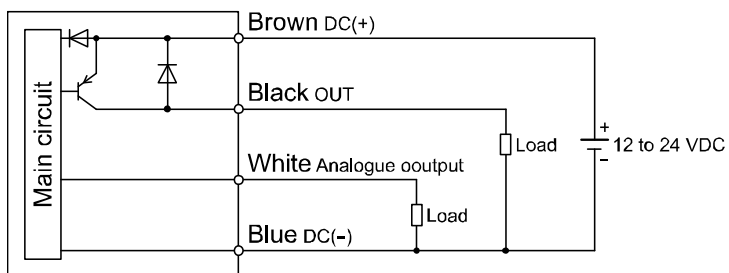 Brown DC(+)
Main circuit
Black OUT
Load
+
12 to 24 VDC
−
White Analogue ooutput
Load
Blue DC(−)